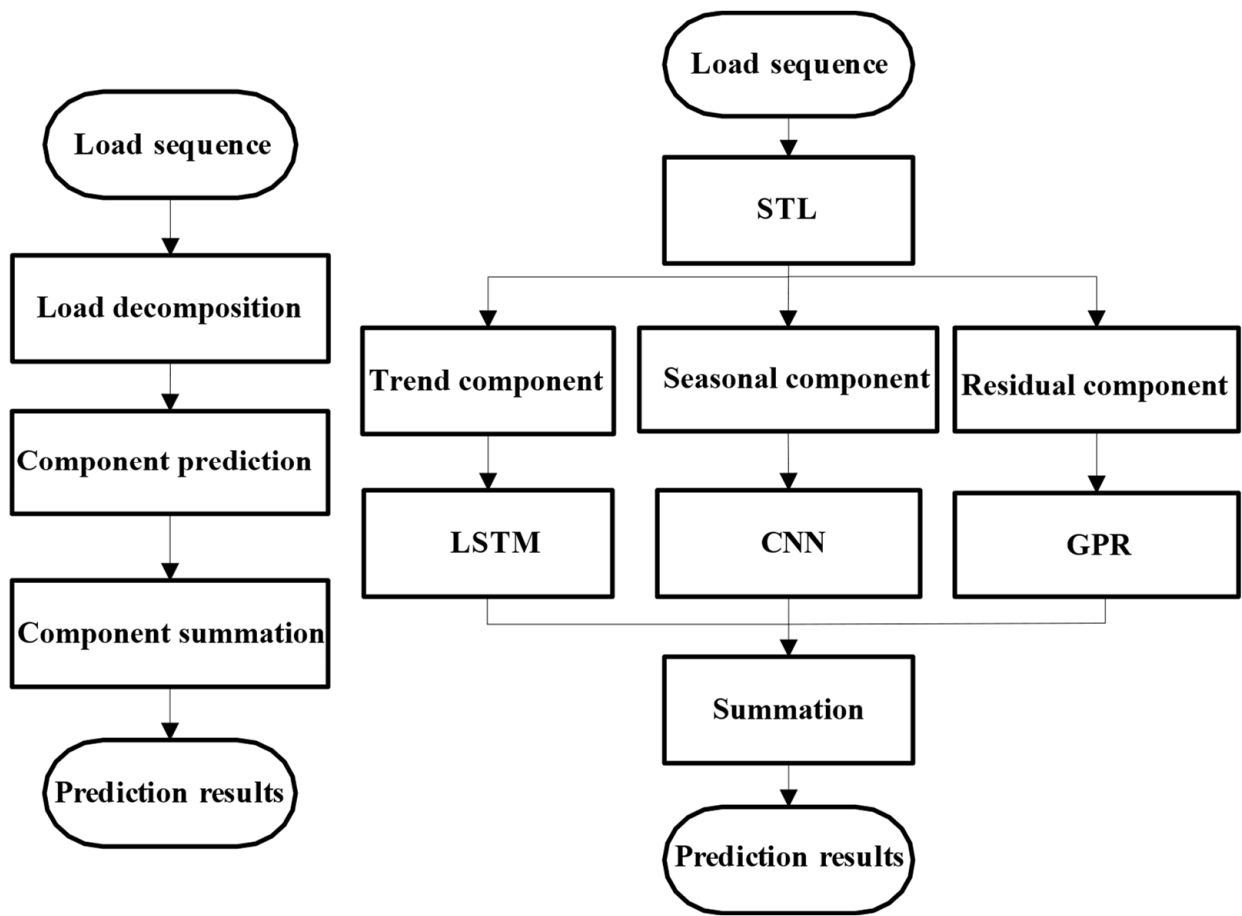 Load sequence
Load decomposition
Component prediction
Component summation
Prediction results
Load sequence
STL
Trend component
Seasonal component
Residual component
LSTM
CNN
GPR
Summation
Prediction results